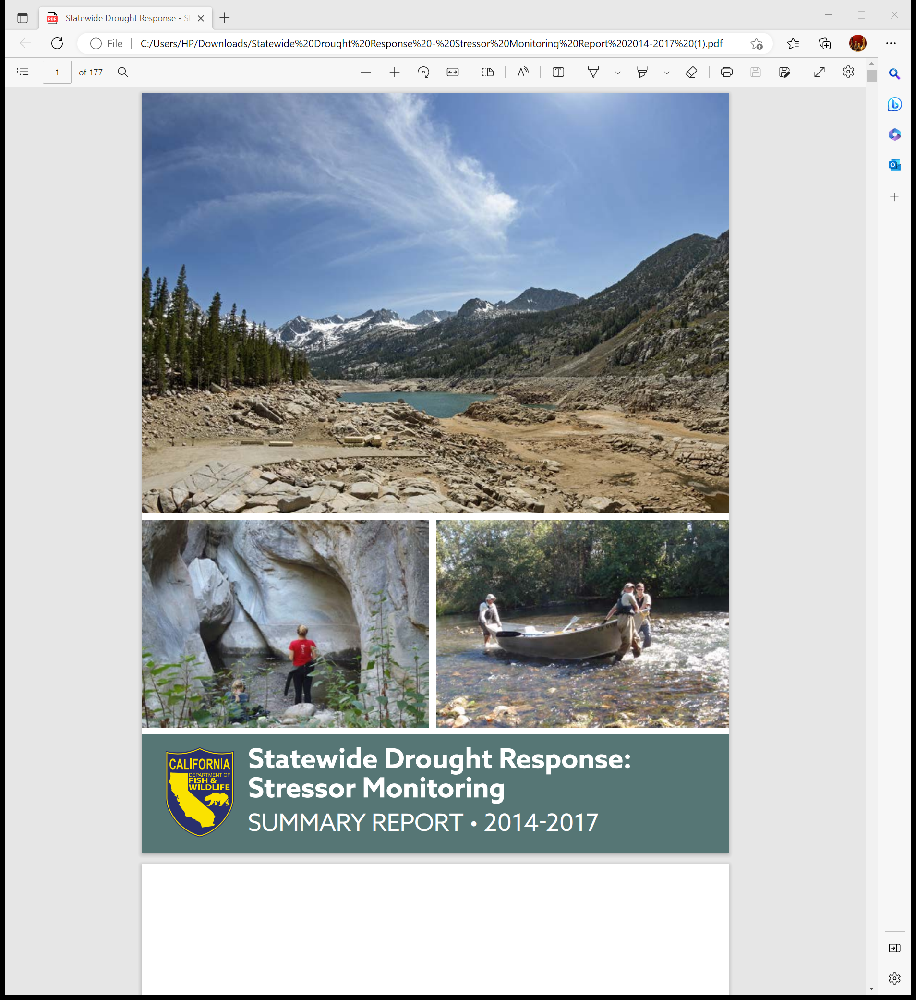 Statewide Drought Response - St
File
C:/Users/HP/Downloads/Statewide%20Drought%20Response%20-%20Stressor%20Monitoring%20Report%202014-2017%20(1).pdf
1 of 177
CALIFORNIA
DEPARTMENT OF
FISH &
WILDLIFE
Statewide Drought Response:
Stressor Monitoring
SUMMARY REPORT • 2014-2017